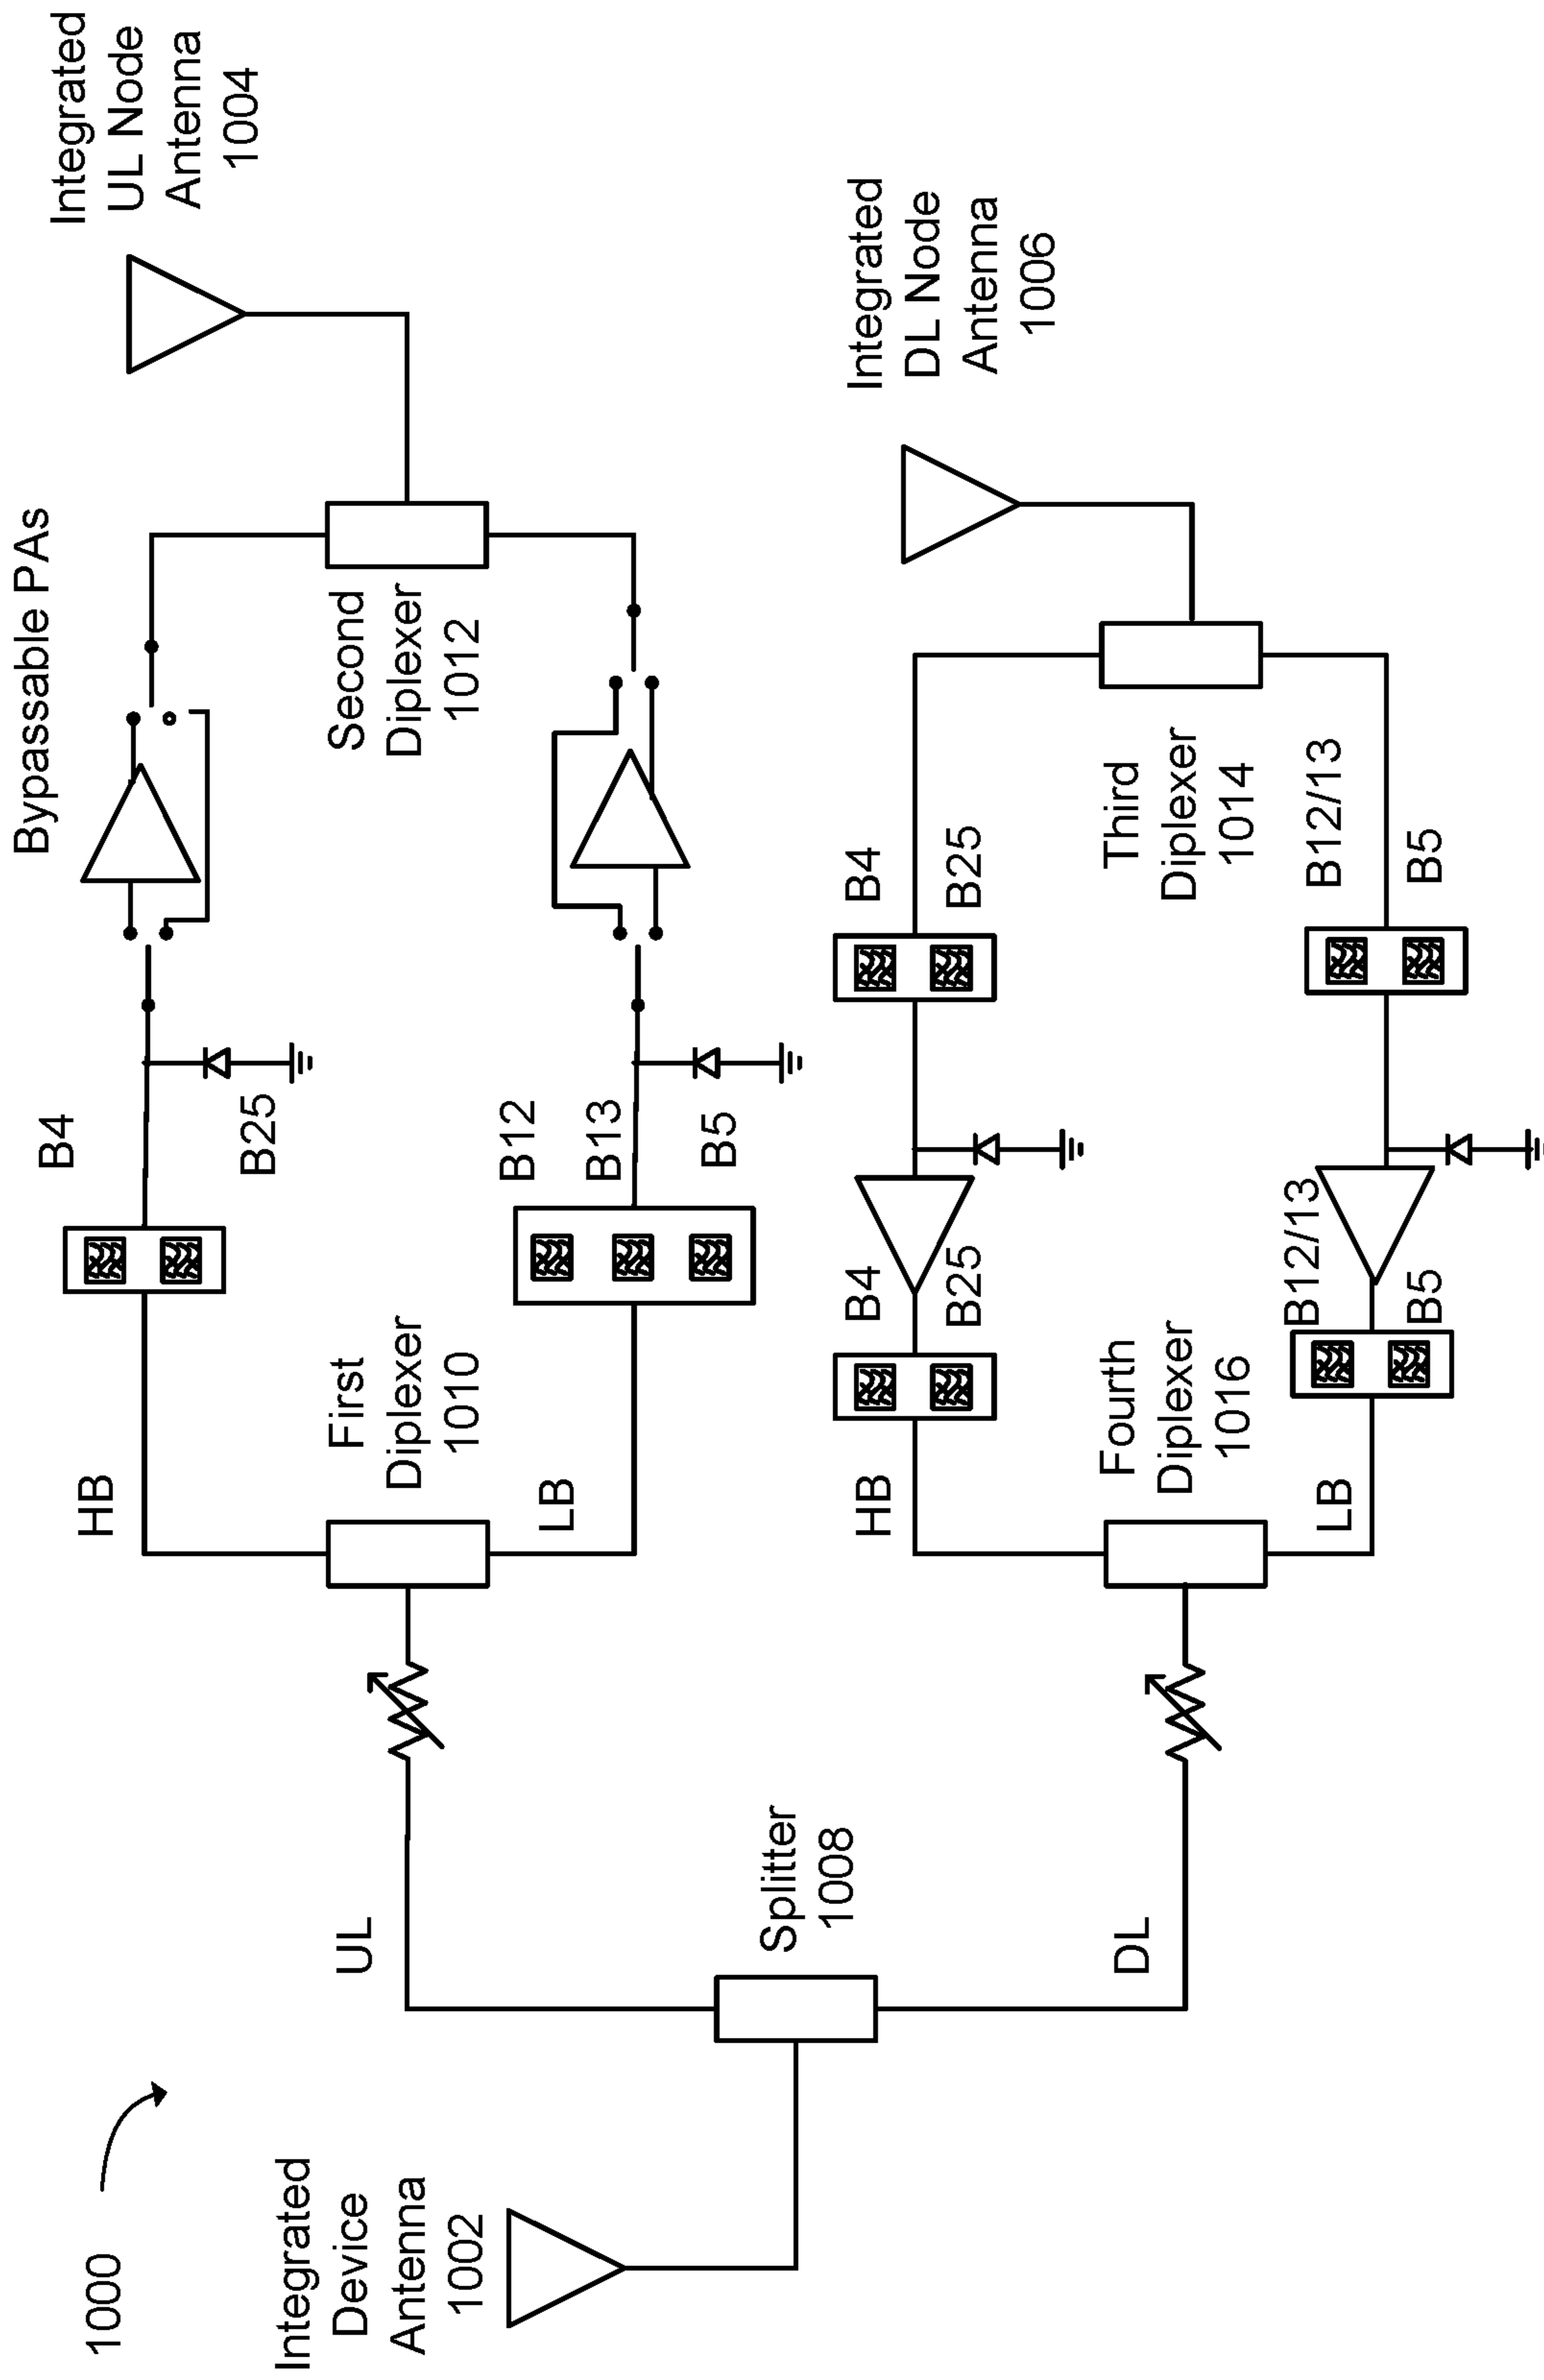 1000
Integrated
Device
Antenna
1002
Splitter
1008
UL
DL
HB
First
Diplexer
1010
LB
B4
B25
B12
B13
B5
Bypassable PAs
Second
Diplexer
1012
Integrated
UL Node
Antenna
1004
HB
Fourth
Diplexer
1016
LB
B4
B25
B12/13
B5
B4
B25
Third
Diplexer
1014
B12/13
B5
Integrated
DL Node
Antenna
1006